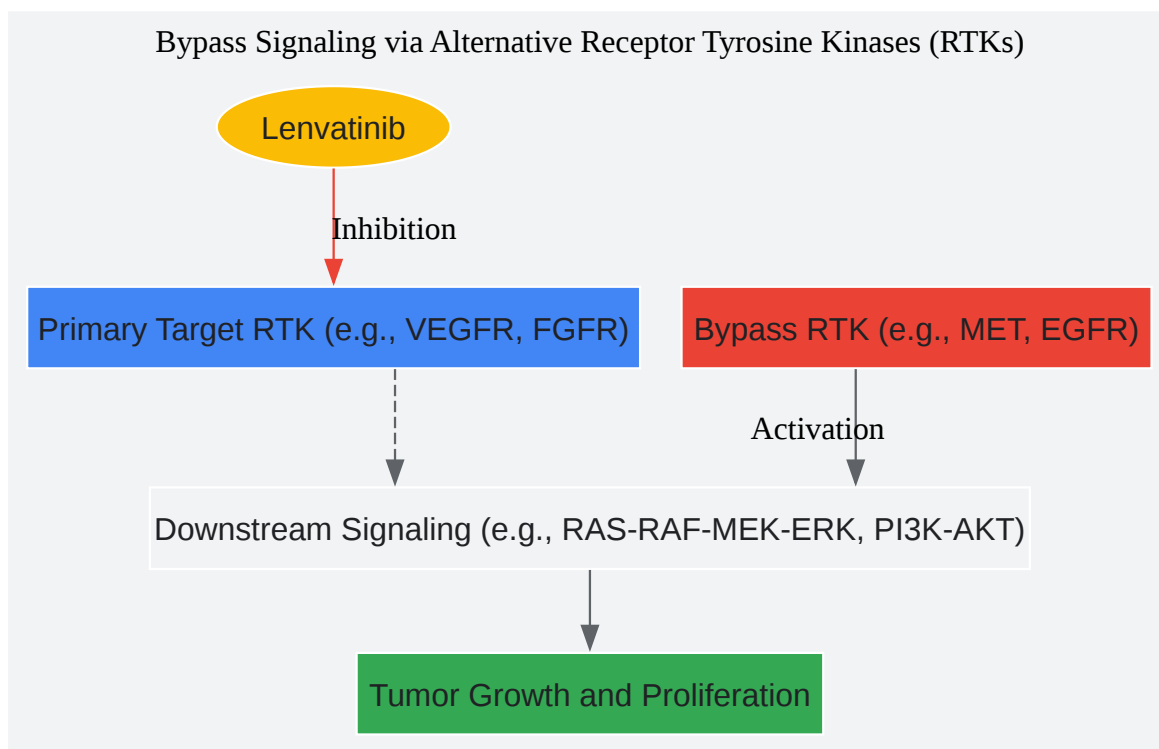 Bypass Signaling via Alternative Receptor Tyrosine Kinases (RTKs)
Lenvatinib
Inhibition
Primary Target RTK (e.g., VEGFR, FGFR)
Bypass RTK (e.g., MET, EGFR)
Activation
Downstream Signaling (e.g., RAS-RAF-MEK-ERK, PI3K-AKT)
Tumor Growth and Proliferation